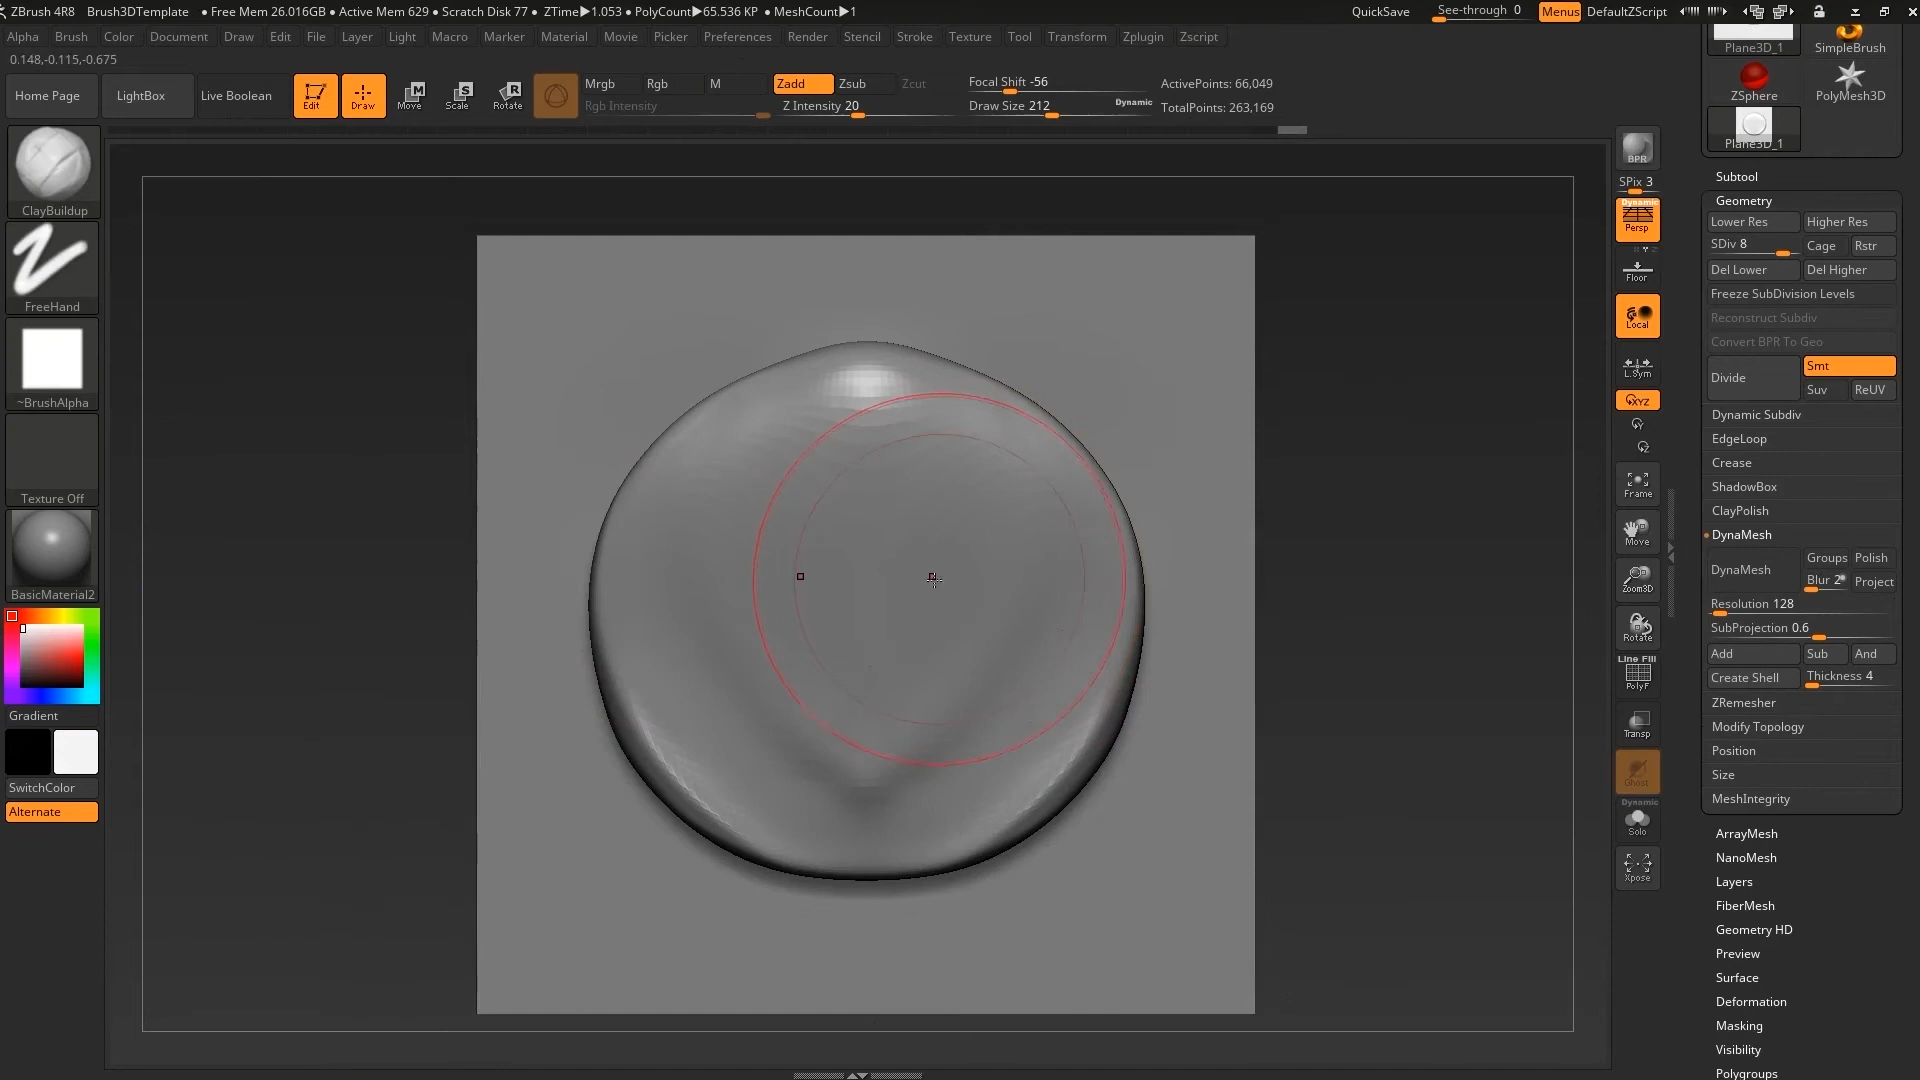 ZBrush 4R8 Brush3DTemplate • Free Mem 26.016GB • Active Mem 629 • Scratch Disk 77 • ZTime▶1.053 • PolyCount▶65.536 KP • MeshCount▶1 QuickSave See-through 0 Menus DefaultZScript
Alpha Brush Color Document Draw Edit File Layer Light Macro Marker Material Movie Picker Preferences Render Stencil Stroke Texture Tool Transform Zplugin Zscript
0.148,-0.115,-0.675
Home Page LightBox Live Boolean Edit Draw Move Scale Rotate
Mrgb Rgb M Zadd Zsub Zcut Focal Shift -56 ActivePoints: 66,049
Rgb Intensity Z Intensity 20 Draw Size 212 Dynamic TotalPoints: 263,169
ClayBuildup
FreeHand
~BrushAlpha
Texture Off
BasicMaterial2
Gradient
SwitchColor
Alternate
BPR
SPix 3
Dynamic
Persp
Floor
Local
L.Sym
XYZ
Y
Z
Frame
Move
Zoom3D
Rotate
Line Fill
PolyF
Transp
Ghost
Dynamic
Solo
Xpose
Plane3D_1 SimpleBrush
ZSphere PolyMesh3D
Plane3D_1
Subtool
Geometry
Lower Res Higher Res
SDiv 8 Cage Rstr
Del Lower Del Higher
Freeze SubDivision Levels
Reconstruct Subdiv
Convert BPR To Geo
Divide Smt
Suv ReUV
Dynamic Subdiv
EdgeLoop
Crease
ShadowBox
ClayPolish
DynaMesh
DynaMesh Groups Polish
Blur 2 Project
Resolution 128
SubProjection 0.6
Add Sub And
Create Shell Thickness 4
ZRemesher
Modify Topology
Position
Size
MeshIntegrity
ArrayMesh
NanoMesh
Layers
FiberMesh
Geometry HD
Preview
Surface
Deformation
Masking
Visibility
Polygroups